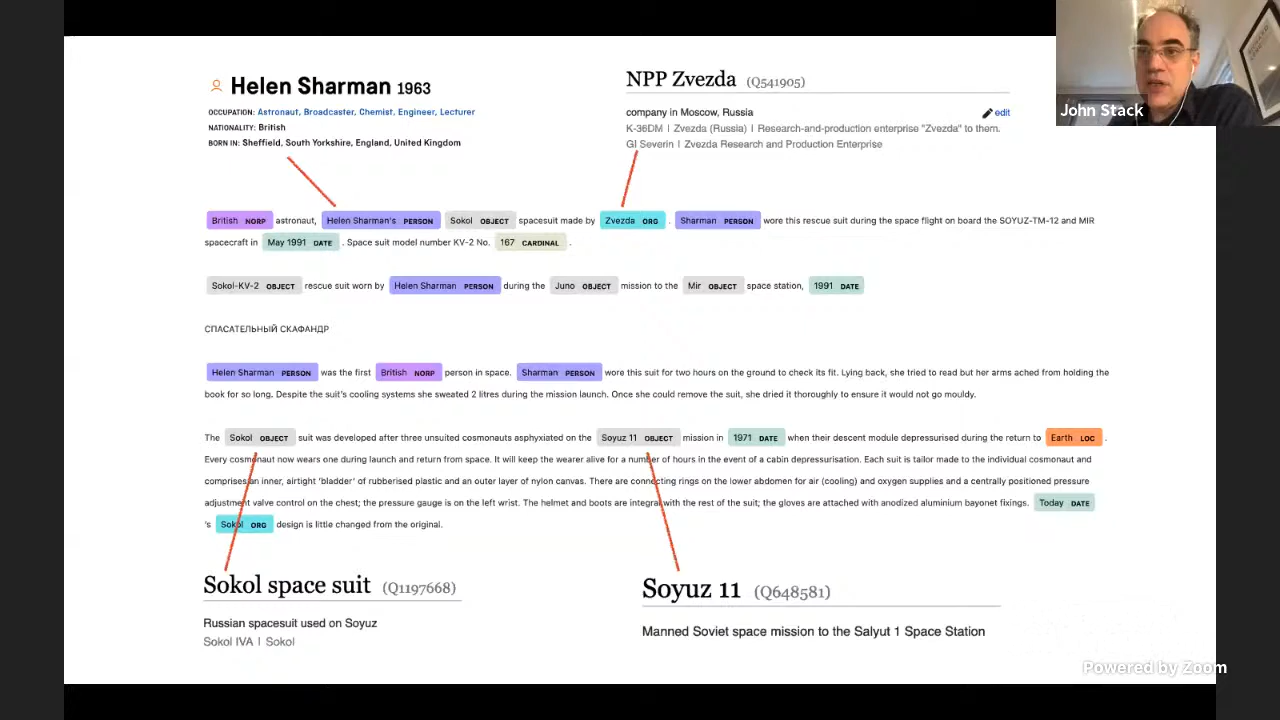 Helen Sharman 1963
OCCUPATION: Astronaut, Broadcaster, Chemist, Engineer, Lecturer
NATIONALITY: British
BORN IN: Sheffield, South Yorkshire, England, United Kingdom
NPP Zvezda (Q541905)
company in Moscow, Russia
edit
K-36DM | Zvezda (Russia) | Research-and-production enterprise "Zvezda" to them.
GI Severin | Zvezda Research and Production Enterprise
John Stack
British NORP astronaut, Helen Sharman's PERSON Sokol OBJECT spacesuit made by Zvezda ORG . Sharman PERSON wore this rescue suit during the space flight on board the SOYUZ-TM-12 and MIR
spacecraft in May 1991 DATE . Space suit model number KV-2 No. 167 CARDINAL .
Sokol-KV-2 OBJECT rescue suit worn by Helen Sharman PERSON during the Juno OBJECT mission to the Mir OBJECT space station, 1991 DATE
СПАСАТЕЛЬНЫЙ СКАФАНДР
Helen Sharman PERSON was the first British NORP person in space. Sharman PERSON wore this suit for two hours on the ground to check its fit. Lying back, she tried to read but her arms ached from holding the
book for so long. Despite the suit's cooling systems she sweated 2 litres during the mission launch. Once she could remove the suit, she dried it thoroughly to ensure it would not go mouldy.
The Sokol OBJECT suit was developed after three unsuited cosmonauts asphyxiated on the Soyuz 11 OBJECT mission in 1971 DATE when their descent module depressurised during the return to Earth LOC .
Every cosmonaut now wears one during launch and return from space. It will keep the wearer alive for a number of hours in the event of a cabin depressurisation. Each suit is tailor made to the individual cosmonaut and
comprises an inner, airtight 'bladder' of rubberised plastic and an outer layer of nylon canvas. There are connecting rings on the lower abdomen for air (cooling) and oxygen supplies and a centrally positioned pressure
adjustment valve control on the chest; the pressure gauge is on the left wrist. The helmet and boots are integral with the rest of the suit; the gloves are attached with anodized aluminium bayonet fixings. Today DATE
's Sokol ORG design is little changed from the original.
Sokol space suit (Q1197668)
Russian spacesuit used on Soyuz
Sokol IVA | Sokol
Soyuz 11 (Q648581)
Manned Soviet space mission to the Salyut 1 Space Station
Powered by Zoom